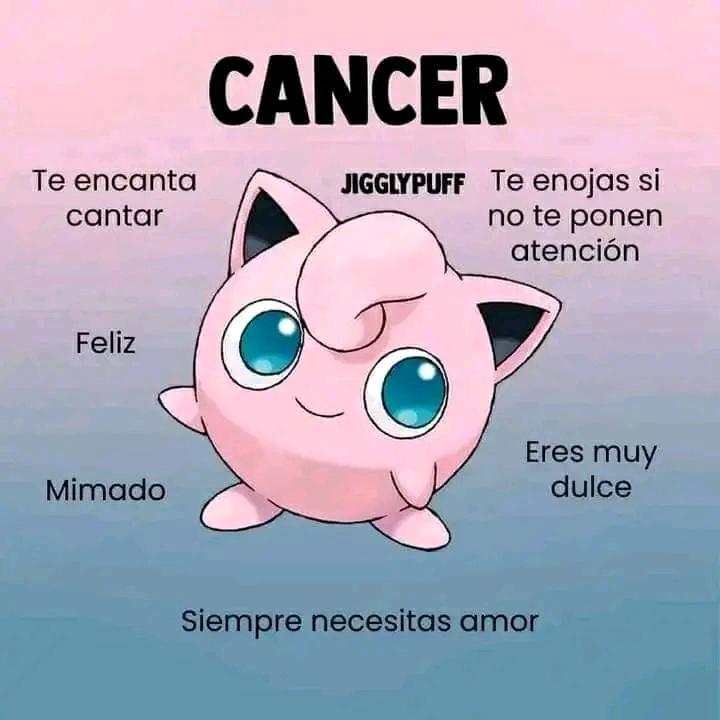 CANCER
Te encanta
cantar
JIGGLYPUFF
Te enojas si
no te ponen
atención
Feliz
Eres muy
dulce
Mimado
Siempre necesitas amor